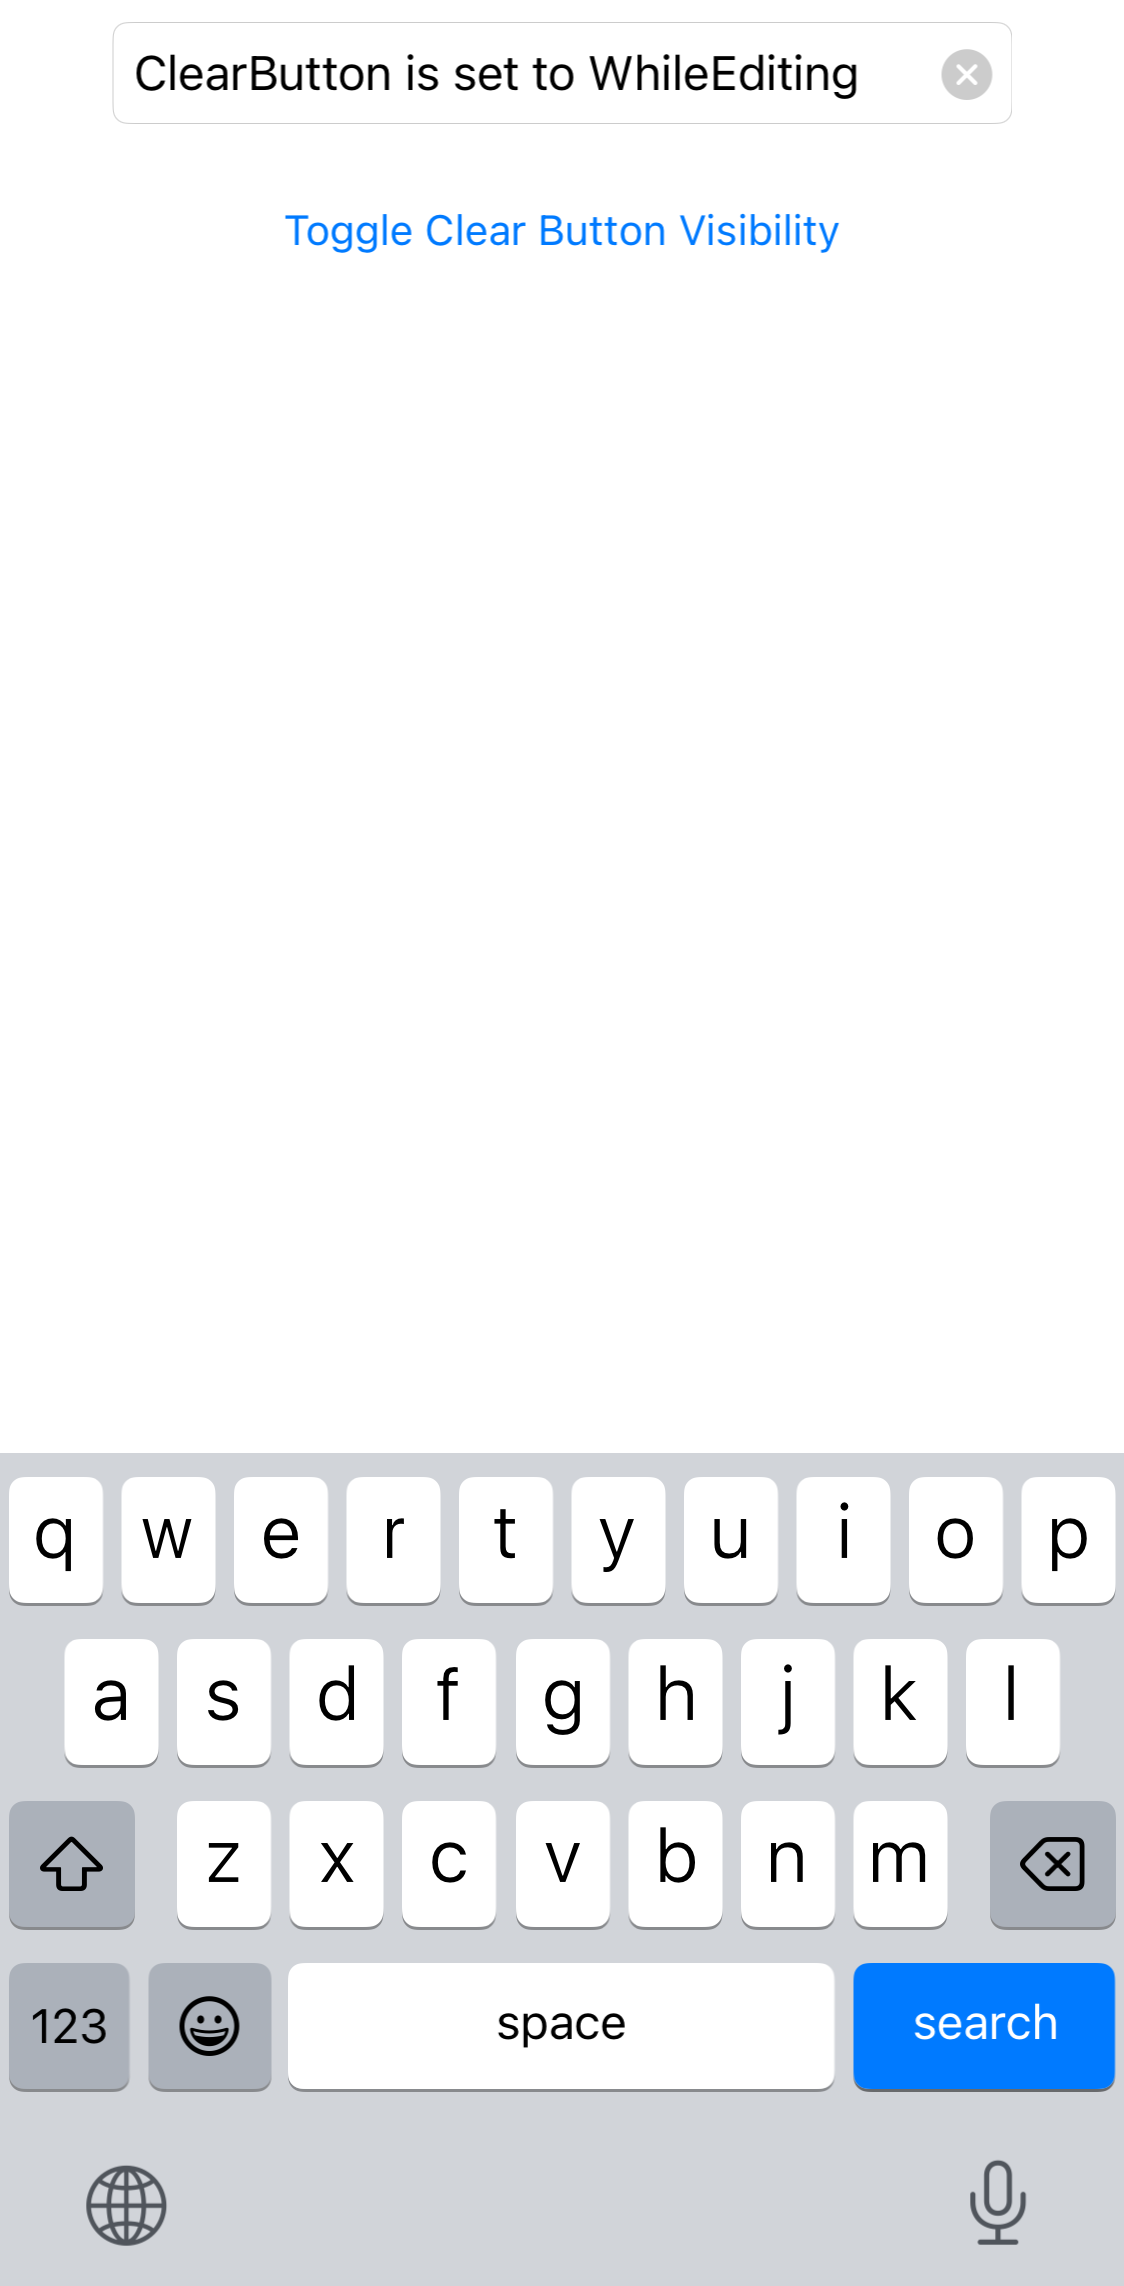 ClearButton is set to WhileEditing
Toggle Clear Button Visibility
q w e r t y u i o p
a s d f g h j k l
z x c v b n m
123 space search